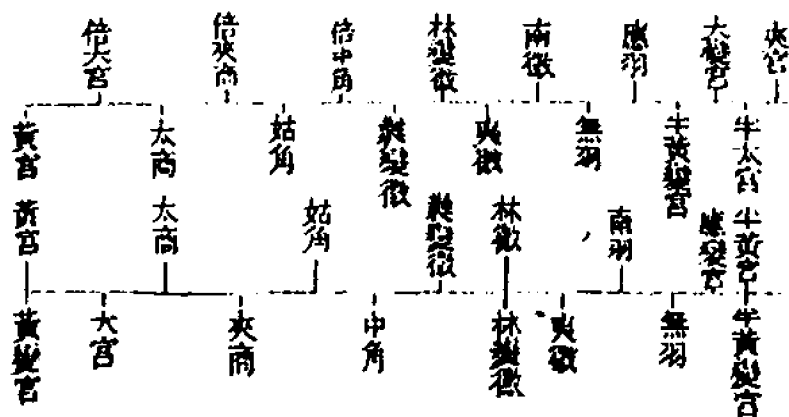 倍大宮 倍夾商 倍中角 林變徵 南徵 應羽 大變宮 夾宮
黃宮 太商 姑角 蕤變徵 夷徵 無羽 半黃變宮 半太宮
黃宮 太商 姑角 蕤變徵 林徵 南羽 應變宮 半黃宮
黃變宮 大宮 夾商 中角 林變徵 夷徵 無羽 半黃變宮